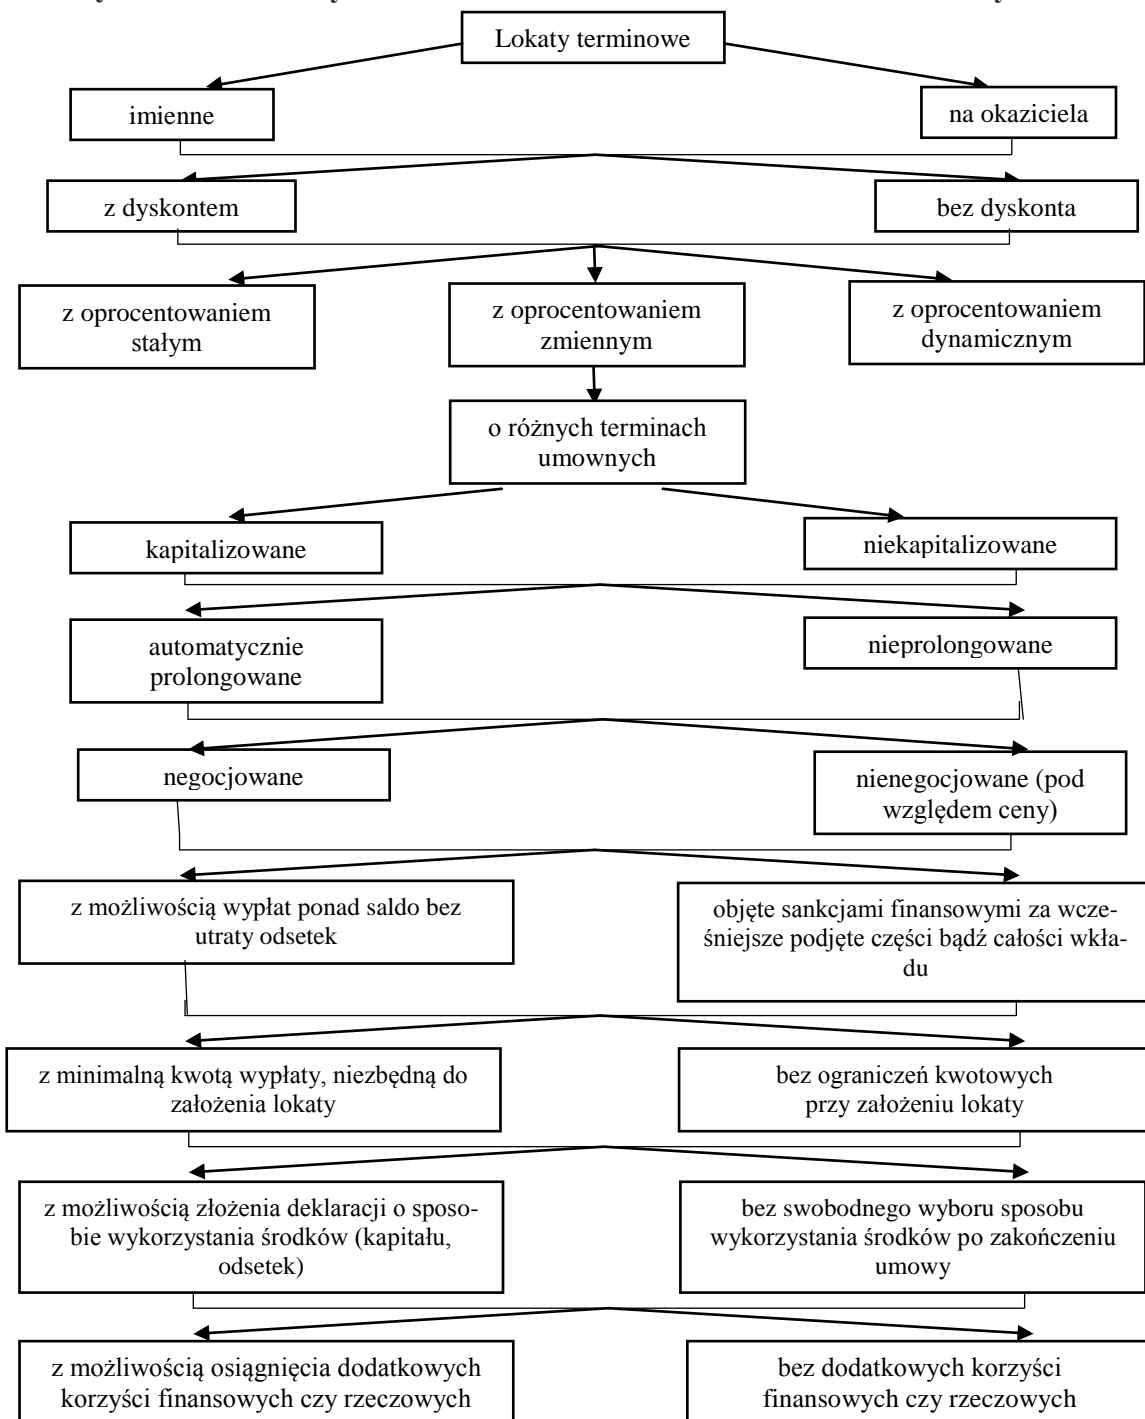 Lokaty terminowe
imienne
na okaziciela
z dyskontem
bez dyskonta
z oprocentowaniem
stałym
z oprocentowaniem
zmiennym
z oprocentowaniem
dynamicznym
o różnych terminach
umownych
kapitalizowane
niekapitalizowane
automatycznie
prolongowane
nieprolongowane
negocjowane
nienegocjowane (pod
względem ceny)
z możliwością wypłat ponad saldo bez
utraty odsetek
objęte sankcjami finansowymi za wcze-
śniejsze podjęte części bądź całości wkła-
du
z minimalną kwotą wypłaty, niezbędną do
założenia lokaty
bez ograniczeń kwotowych
przy założeniu lokaty
z możliwością złożenia deklaracji o sposo-
bie wykorzystania środków (kapitału,
odsetek)
bez swobodnego wyboru sposobu
wykorzystania środków po zakończeniu
umowy
z możliwością osiągnięcia dodatkowych
korzyści finansowych czy rzeczowych
bez dodatkowych korzyści
finansowych czy rzeczowych